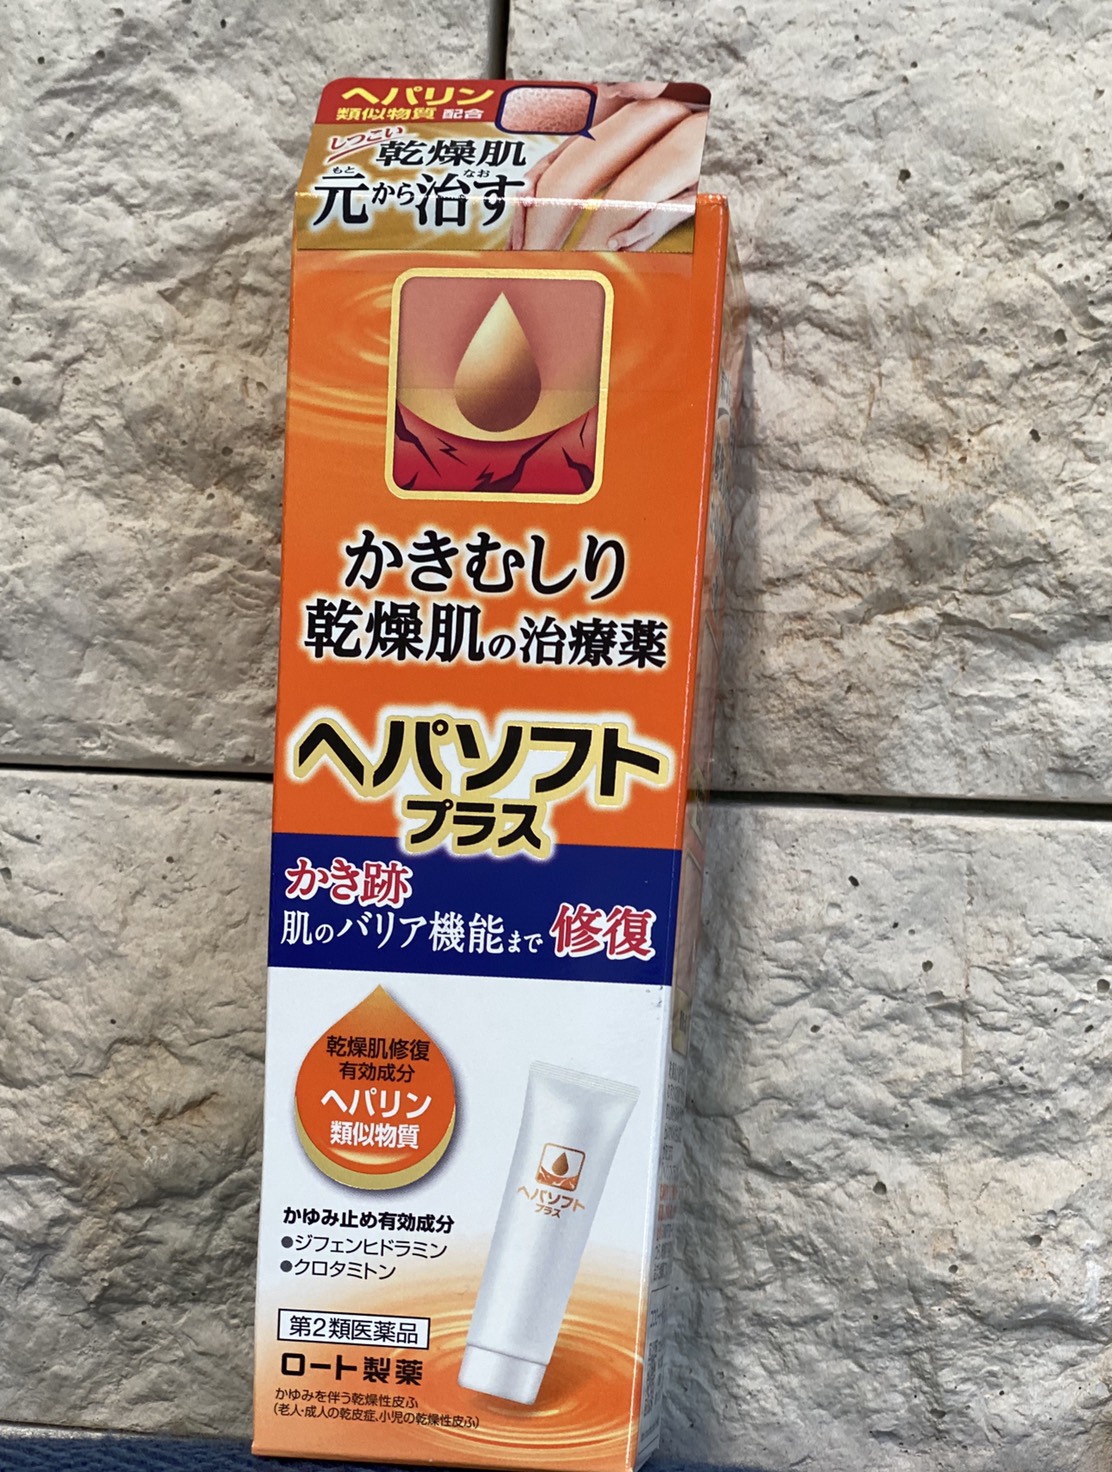 ヘパリン
類似物質 配合
しつこい
乾燥肌
もと なお
元から治す
かきむしり
乾燥肌の治療薬
ヘパソフト
プラス
かき跡
肌のバリア機能まで 修復
乾燥肌修復
有効成分
ヘパリン
類似物質
ヘパソフト
プラス
かゆみ止め有効成分
●ジフェンヒドラミン
●クロタミトン
第2類医薬品
ロート製薬
かゆみを伴う乾燥性皮ふ
(老人・成人の乾皮症、小児の乾燥性皮ふ)